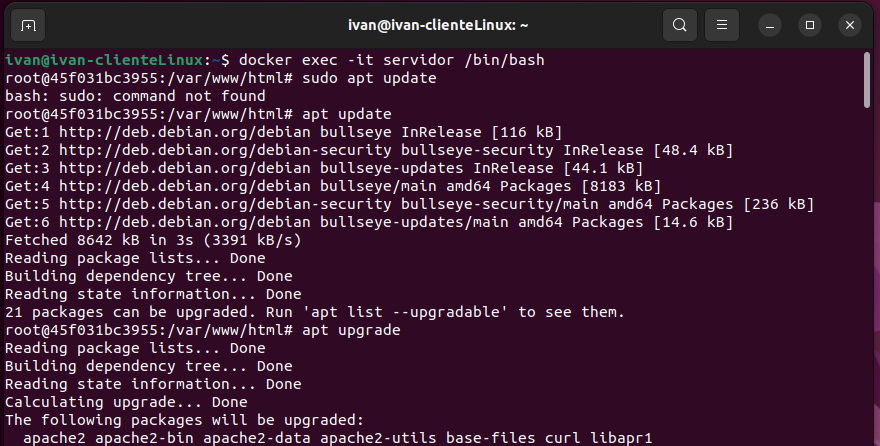 ivan@ivan-clienteLinux: ~
ivan@ivan-clienteLinux:~$ docker exec -it servidor /bin/bash
root@45f031bc3955:/var/www/html# sudo apt update
bash: sudo: command not found
root@45f031bc3955:/var/www/html# apt update
Get:1 http://deb.debian.org/debian bullseye InRelease [116 kB]
Get:2 http://deb.debian.org/debian-security bullseye-security InRelease [48.4 kB]
Get:3 http://deb.debian.org/debian bullseye-updates InRelease [44.1 kB]
Get:4 http://deb.debian.org/debian bullseye/main amd64 Packages [8183 kB]
Get:5 http://deb.debian.org/debian-security bullseye-security/main amd64 Packages [236 kB]
Get:6 http://deb.debian.org/debian bullseye-updates/main amd64 Packages [14.6 kB]
Fetched 8642 kB in 3s (3391 kB/s)
Reading package lists... Done
Building dependency tree... Done
Reading state information... Done
21 packages can be upgraded. Run 'apt list --upgradable' to see them.
root@45f031bc3955:/var/www/html# apt upgrade
Reading package lists... Done
Building dependency tree... Done
Reading state information... Done
Calculating upgrade... Done
The following packages will be upgraded:
  apache2 apache2-bin apache2-data apache2-utils base-files curl libapr1